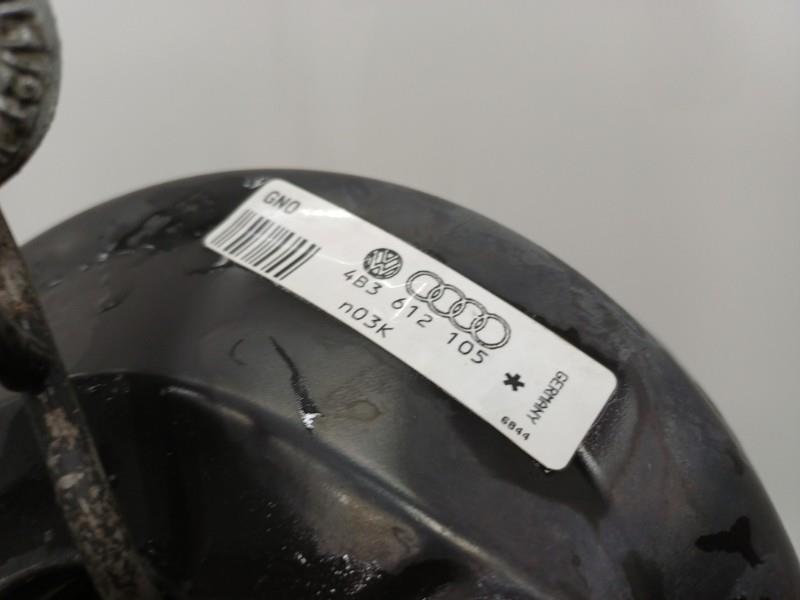 GNO
4B3 612 105
n03K
*
GERMANY
6844